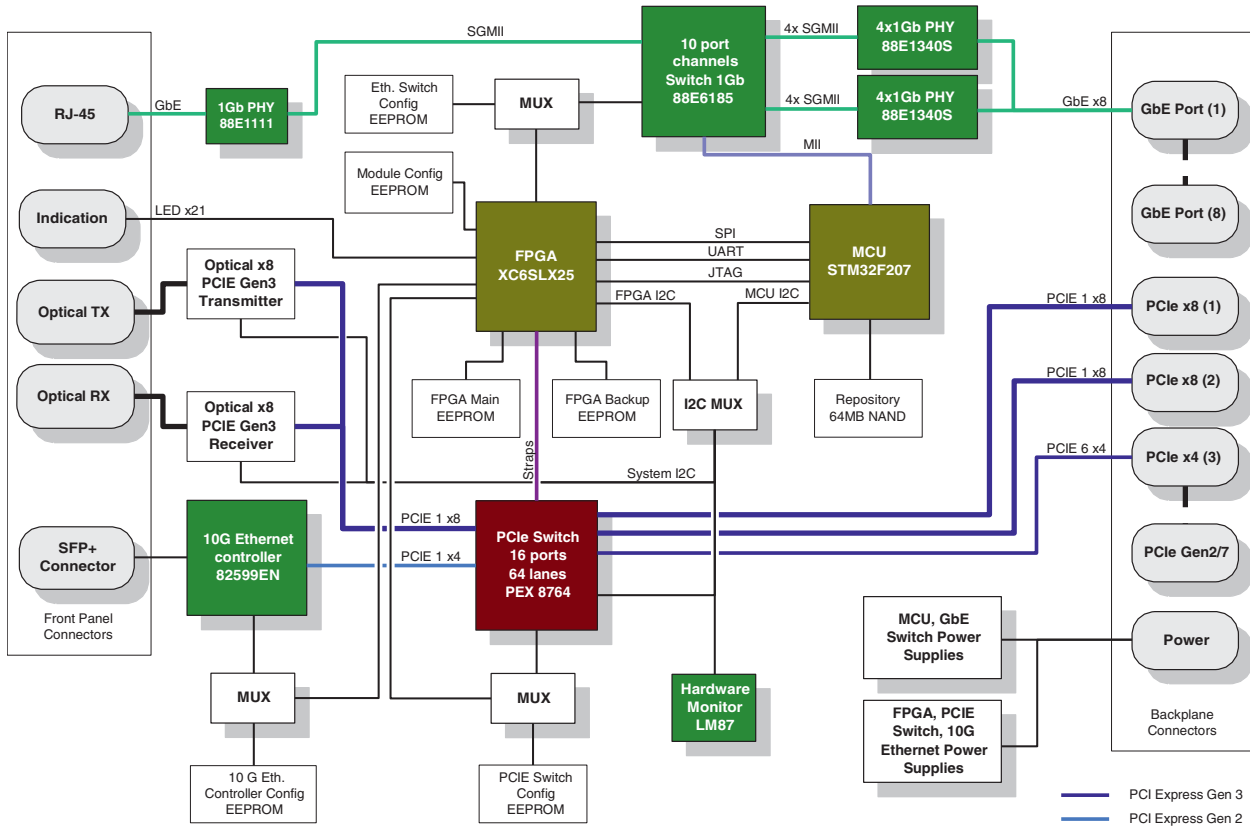 SGMII
10 port
channels
Switch 1Gb
88E6185
4x SGMII
4x1Gb PHY
88E1340S
4x SGMII
4x1Gb PHY
88E1340S
GbE x8
GbE Port (1)
GbE Port (8)
RJ-45
GbE
1Gb PHY
88E1111
Eth. Switch
Config
EEPROM
MUX
MII
Module Config
EEPROM
Indication
LED x21
FPGA
XC6SLX25
SPI
UART
JTAG
FPGA I2C
MCU I2C
MCU
STM32F207
Optical TX
Optical x8
PCIE Gen3
Transmitter
Optical RX
Optical x8
PCIE Gen3
Receiver
FPGA Main
EEPROM
FPGA Backup
EEPROM
I2C MUX
Repository
64MB NAND
PCIE 1 x8
PCIe x8 (1)
PCIE 1 x8
PCIe x8 (2)
PCIE 6 x4
PCIe x4 (3)
PCIe Gen2/7
Straps
System I2C
SFP+
Connector
10G Ethernet
controller
82599EN
PCIE 1 x8
PCIE 1 x4
PCIe Switch
16 ports
64 lanes
PEX 8764
Front Panel
Connectors
MCU, GbE
Switch Power
Supplies
Power
MUX
MUX
Hardware
Monitor
LM87
FPGA, PCIE
Switch, 10G
Ethernet Power
Supplies
Backplane
Connectors
10 G Eth.
Controller Config
EEPROM
PCIE Switch
Config
EEPROM
PCI Express Gen 3
PCI Express Gen 2